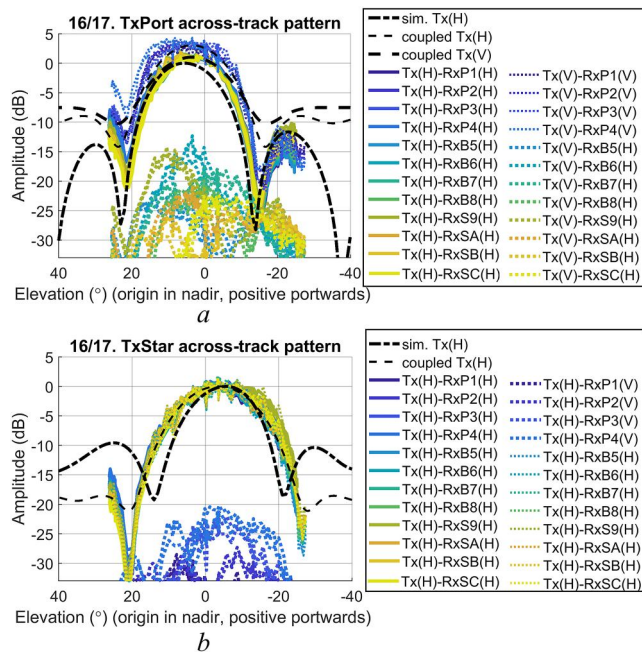 16/17. TxPort across-track pattern
5
0
-5
-10
-15
-20
-25
-30
Amplitude (dB)
40 20 0 -20 -40
Elevation (°) (origin in nadir, positive portwards)
a
sim. Tx(H)
coupled Tx(H)
coupled Tx(V)
Tx(H)-RxP1(H)
Tx(H)-RxP2(H)
Tx(H)-RxP3(H)
Tx(H)-RxP4(H)
Tx(H)-RxB5(H)
Tx(H)-RxB6(H)
Tx(H)-RxB7(H)
Tx(H)-RxB8(H)
Tx(H)-RxS9(H)
Tx(H)-RxSA(H)
Tx(H)-RxSB(H)
Tx(H)-RxSC(H)
Tx(V)-RxP1(V)
Tx(V)-RxP2(V)
Tx(V)-RxP3(V)
Tx(V)-RxP4(V)
Tx(V)-RxB5(H)
Tx(V)-RxB6(H)
Tx(V)-RxB7(H)
Tx(V)-RxB8(H)
Tx(V)-RxS9(H)
Tx(V)-RxSA(H)
Tx(V)-RxSB(H)
Tx(V)-RxSC(H)
16/17. TxStar across-track pattern
5
0
-5
-10
-15
-20
-25
-30
Amplitude (dB)
40 20 0 -20 -40
Elevation (°) (origin in nadir, positive portwards)
b
sim. Tx(H)
coupled Tx(H)
Tx(H)-RxP1(H)
Tx(H)-RxP2(H)
Tx(H)-RxP3(H)
Tx(H)-RxP4(H)
Tx(H)-RxB5(H)
Tx(H)-RxB6(H)
Tx(H)-RxB7(H)
Tx(H)-RxB8(H)
Tx(H)-RxS9(H)
Tx(H)-RxSA(H)
Tx(H)-RxSB(H)
Tx(H)-RxSC(H)
Tx(H)-RxP1(V)
Tx(H)-RxP2(V)
Tx(H)-RxP3(V)
Tx(H)-RxP4(V)
Tx(H)-RxB5(H)
Tx(H)-RxB6(H)
Tx(H)-RxB7(H)
Tx(H)-RxB8(H)
Tx(H)-RxS9(H)
Tx(H)-RxSA(H)
Tx(H)-RxSB(H)
Tx(H)-RxSC(H)